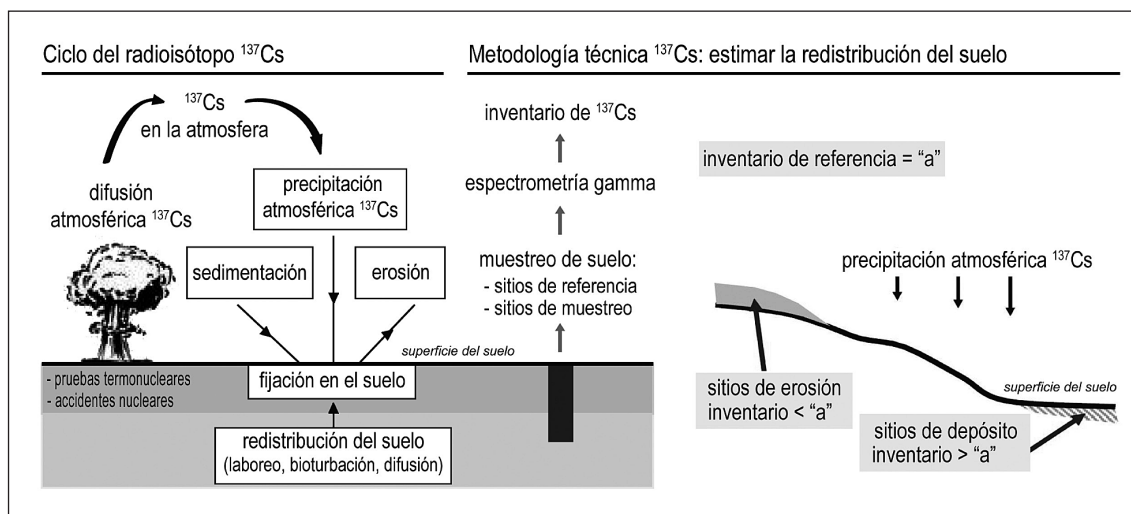 Ciclo del radioisótopo ¹³⁷Cs
¹³⁷Cs
en la atmosfera
difusión
atmosférica ¹³⁷Cs
precipitación
atmosférica ¹³⁷Cs
sedimentación
erosión
superficie del suelo
- pruebas termonucleares
- accidentes nucleares
fijación en el suelo
redistribución del suelo
(laboreo, bioturbación, difusión)
Metodología técnica ¹³⁷Cs: estimar la redistribución del suelo
inventario de ¹³⁷Cs
espectrometría gamma
muestreo de suelo:
- sitios de referencia
- sitios de muestreo
inventario de referencia = “a”
precipitación atmosférica ¹³⁷Cs
sitios de erosión
inventario < “a”
superficie del suelo
sitios de depósito
inventario > “a”